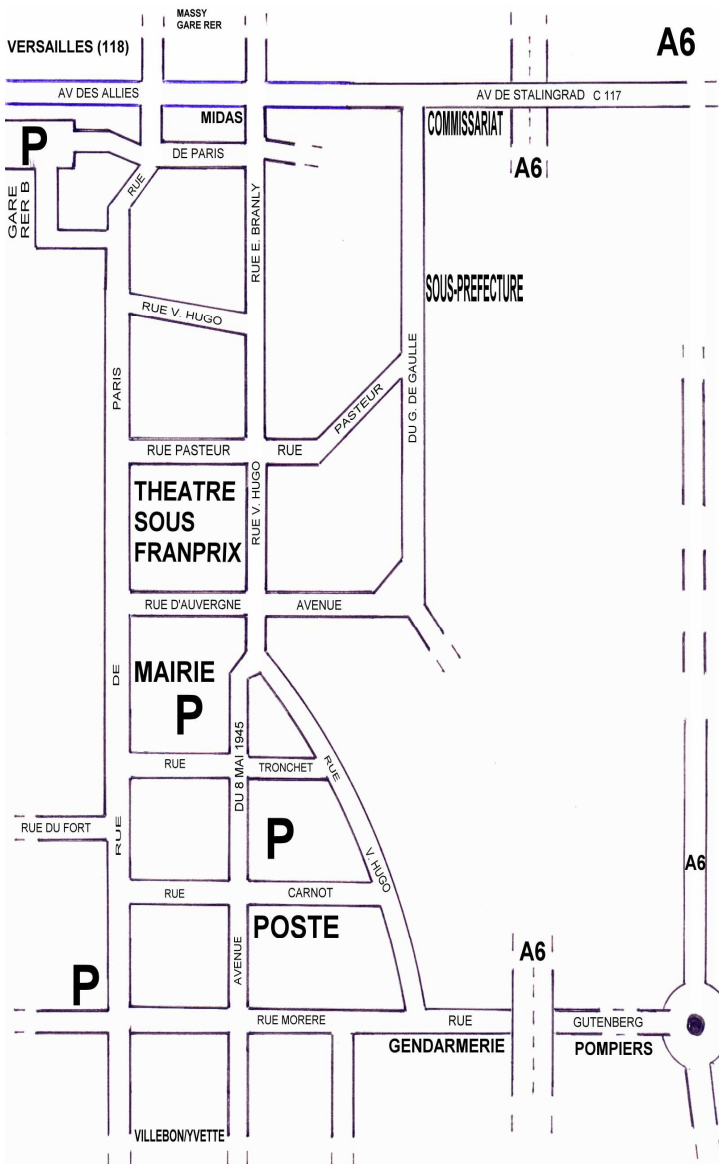 MASSY
GARE RER
VERSAILLES (118)
A6
AV DES ALLIES
AV DE STALINGRAD C 117
MIDAS
COMMISSARIAT
P
DE PARIS
A6
RUE
GARE
RER B
RUE E. BRANLY
SOUS-PREFECTURE
RUE V. HUGO
DU G. DE GAULLE
PARIS
PASTEUR
RUE PASTEUR
RUE
THEATRE
SOUS
FRANPRIX
RUE V. HUGO
RUE D'AUVERGNE
AVENUE
MAIRIE
P
DE
DU 8 MAI 1945
RUE
TRONCHET
RUE
RUE DU FORT
RUE
P
V. HUGO
A6
RUE
CARNOT
POSTE
AVENUE
A6
P
RUE MORERE
RUE
GUTENBERG
GENDARMERIE
POMPIERS
VILLEBON/YVETTE